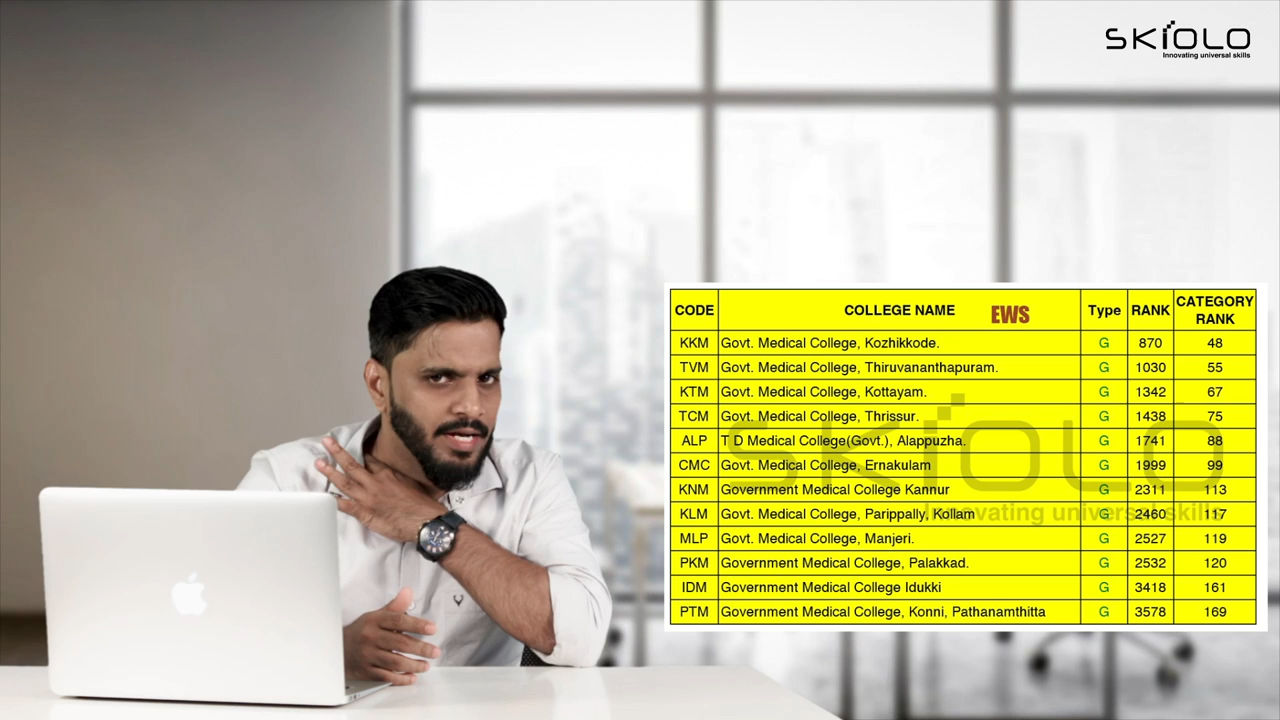 SKIOLO
Innovating universal skills
CODE COLLEGE NAME EWS Type RANK CATEGORY RANK
KKM Govt. Medical College, Kozhikkode. G 870 48
TVM Govt. Medical College, Thiruvananthapuram. G 1030 55
KTM Govt. Medical College, Kottayam. G 1342 67
TCM Govt. Medical College, Thrissur. G 1438 75
ALP T D Medical College(Govt.), Alappuzha. G 1741 88
CMC Govt. Medical College, Ernakulam G 1999 99
KNM Government Medical College Kannur G 2311 113
KLM Govt. Medical College, Parippally, Kollam G 2460 117
MLP Govt. Medical College, Manjeri. G 2527 119
PKM Government Medical College, Palakkad. G 2532 120
IDM Government Medical College Idukki G 3418 161
PTM Government Medical College, Konni, Pathanamthitta G 3578 169
SKIOLO
Innovating universal skills